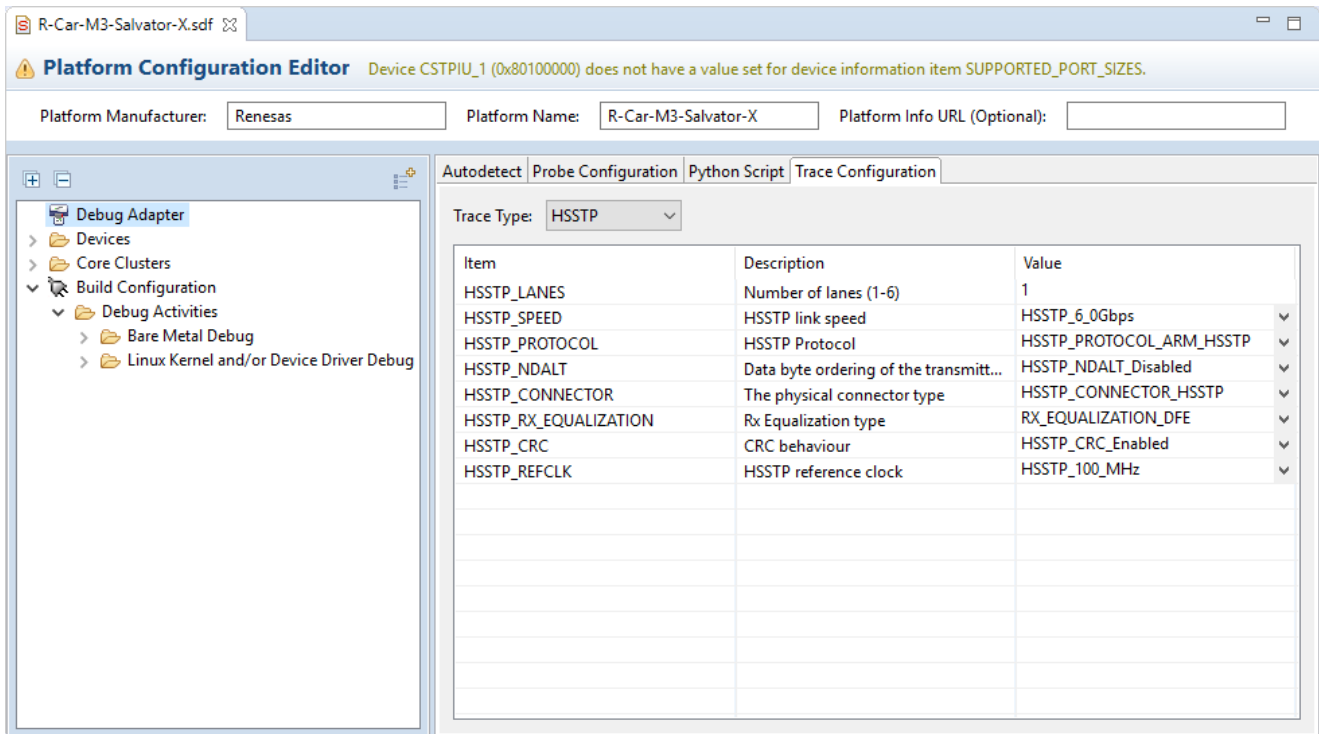 R-Car-M3-Salvator-X.sdf
Platform Configuration Editor Device CSTPIU_1 (0x80100000) does not have a value set for device information item SUPPORTED_PORT_SIZES.
Platform Manufacturer: Renesas Platform Name: R-Car-M3-Salvator-X Platform Info URL (Optional):
Autodetect Probe Configuration Python Script Trace Configuration
Debug Adapter
Devices
Core Clusters
Build Configuration
Debug Activities
Bare Metal Debug
Linux Kernel and/or Device Driver Debug
Trace Type: HSSTP
Item Description Value
HSSTP_LANES Number of lanes (1-6) 1
HSSTP_SPEED HSSTP link speed HSSTP_6_0Gbps
HSSTP_PROTOCOL HSSTP Protocol HSSTP_PROTOCOL_ARM_HSSTP
HSSTP_NDALT Data byte ordering of the transmitt... HSSTP_NDALT_Disabled
HSSTP_CONNECTOR The physical connector type HSSTP_CONNECTOR_HSSTP
HSSTP_RX_EQUALIZATION Rx Equalization type RX_EQUALIZATION_DFE
HSSTP_CRC CRC behaviour HSSTP_CRC_Enabled
HSSTP_REFCLK HSSTP reference clock HSSTP_100_MHz